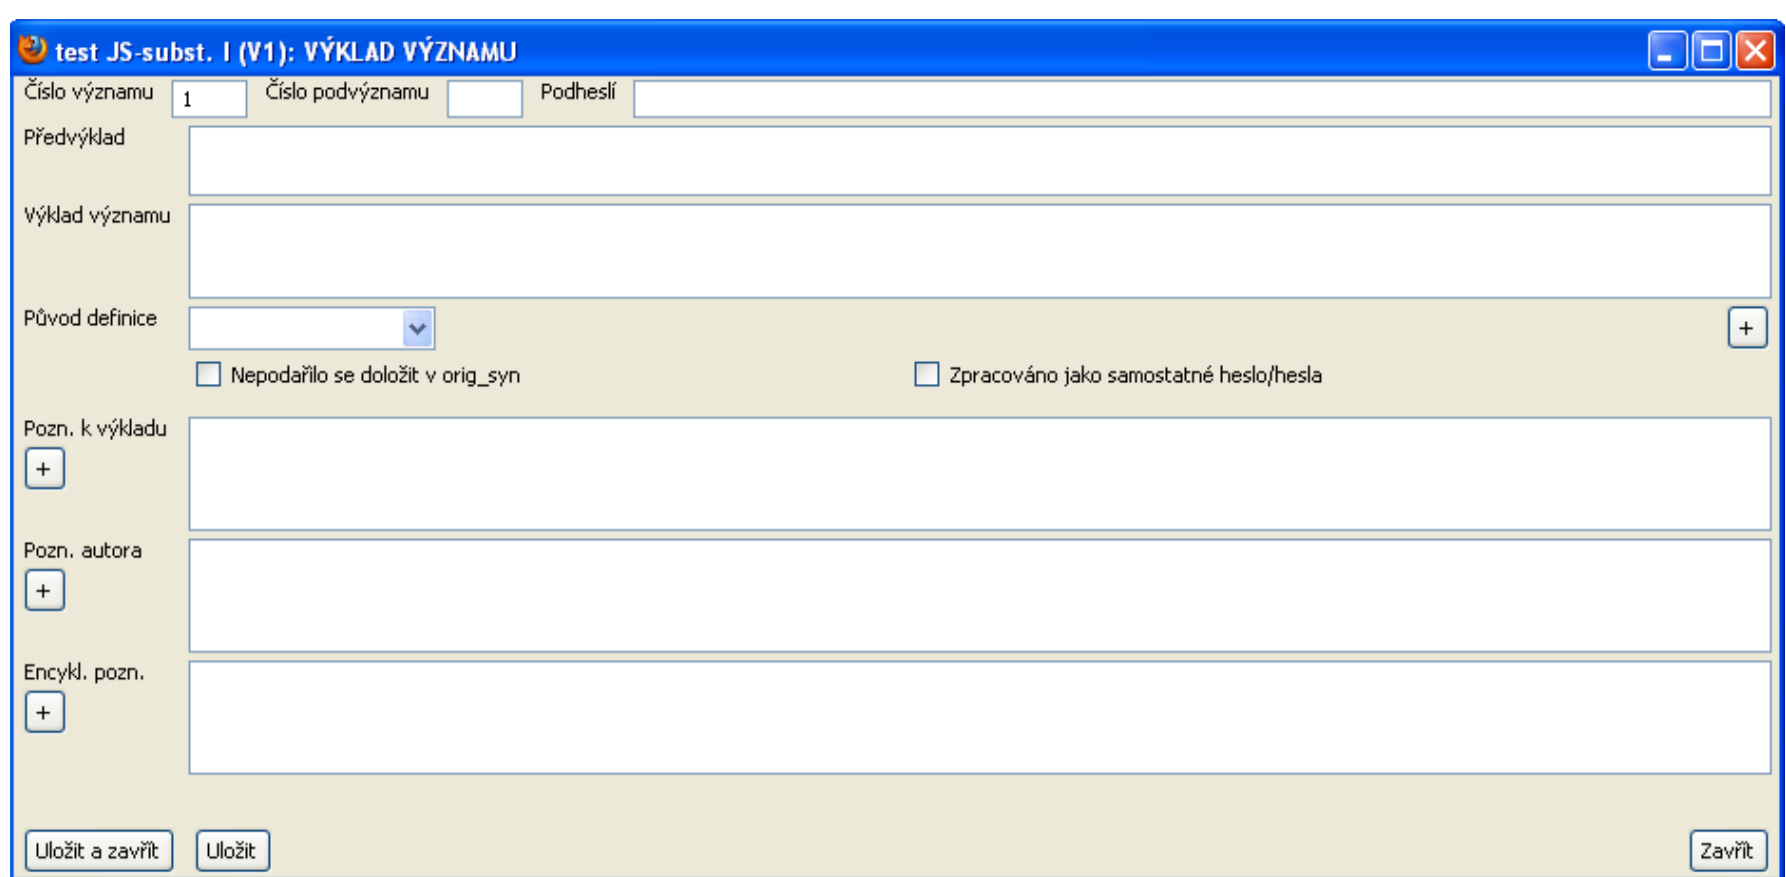 test JS-subst. I (V1): VÝKLAD VÝZNAMU
Číslo významu 1 Číslo podvýznamu Podheslí
Předvýklad
Výklad významu
Původ definice +
Nepodařilo se doložit v orig_syn Zpracováno jako samostatné heslo/hesla
Pozn. k výkladu
+
Pozn. autora
+
Encykl. pozn.
+
Uložit a zavřít Uložit Zavřít